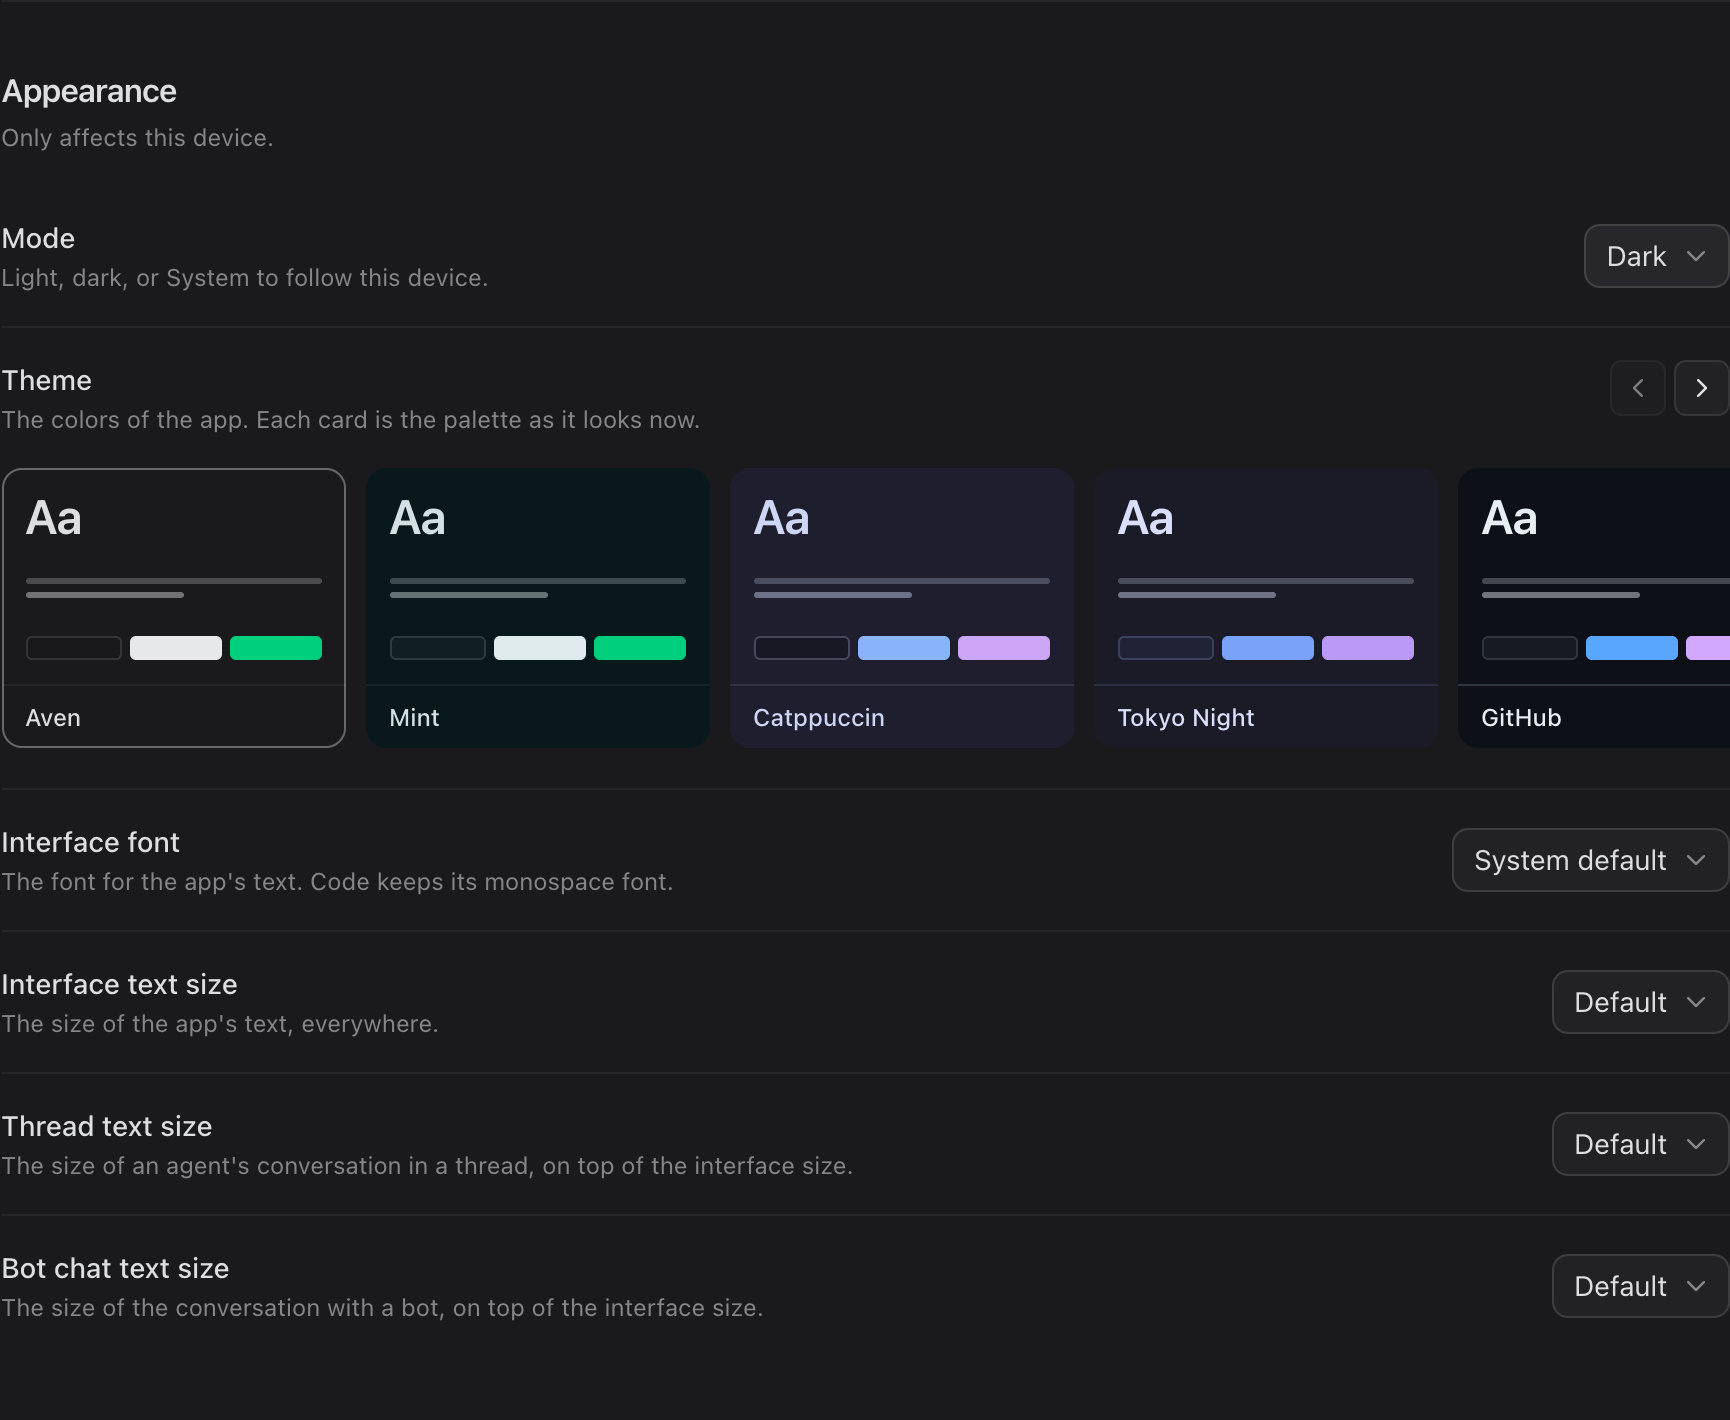 Appearance
Only affects this device.
Mode
Light, dark, or System to follow this device.
Dark
Theme
The colors of the app. Each card is the palette as it looks now.
Aa
Aa
Aa
Aa
Aa
Aven
Mint
Catppuccin
Tokyo Night
GitHub
Interface font
The font for the app's text. Code keeps its monospace font.
System default
Interface text size
The size of the app's text, everywhere.
Default
Thread text size
The size of an agent's conversation in a thread, on top of the interface size.
Default
Bot chat text size
The size of the conversation with a bot, on top of the interface size.
Default